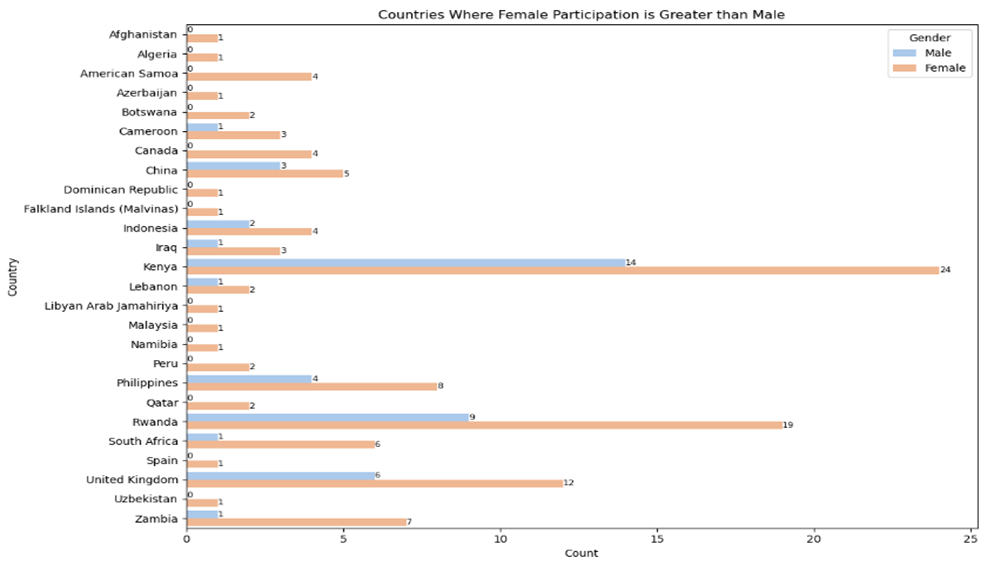 Countries Where Female Participation is Greater than Male
Gender
Male
Female
Country
Afghanistan 0 1
Algeria 0 1
American Samoa 0 4
Azerbaijan 0 1
Botswana 0 2
Cameroon 1 3
Canada 0 4
China 3 5
Dominican Republic 0 1
Falkland Islands (Malvinas) 0 1
Indonesia 2 4
Iraq 1 3
Kenya 14 24
Lebanon 1 2
Libyan Arab Jamahiriya 0 1
Malaysia 0 1
Namibia 0 1
Peru 0 2
Philippines 4 8
Qatar 0 2
Rwanda 9 19
South Africa 1 6
Spain 0 1
United Kingdom 6 12
Uzbekistan 0 1
Zambia 1 7
0 5 10 15 20 25
Count